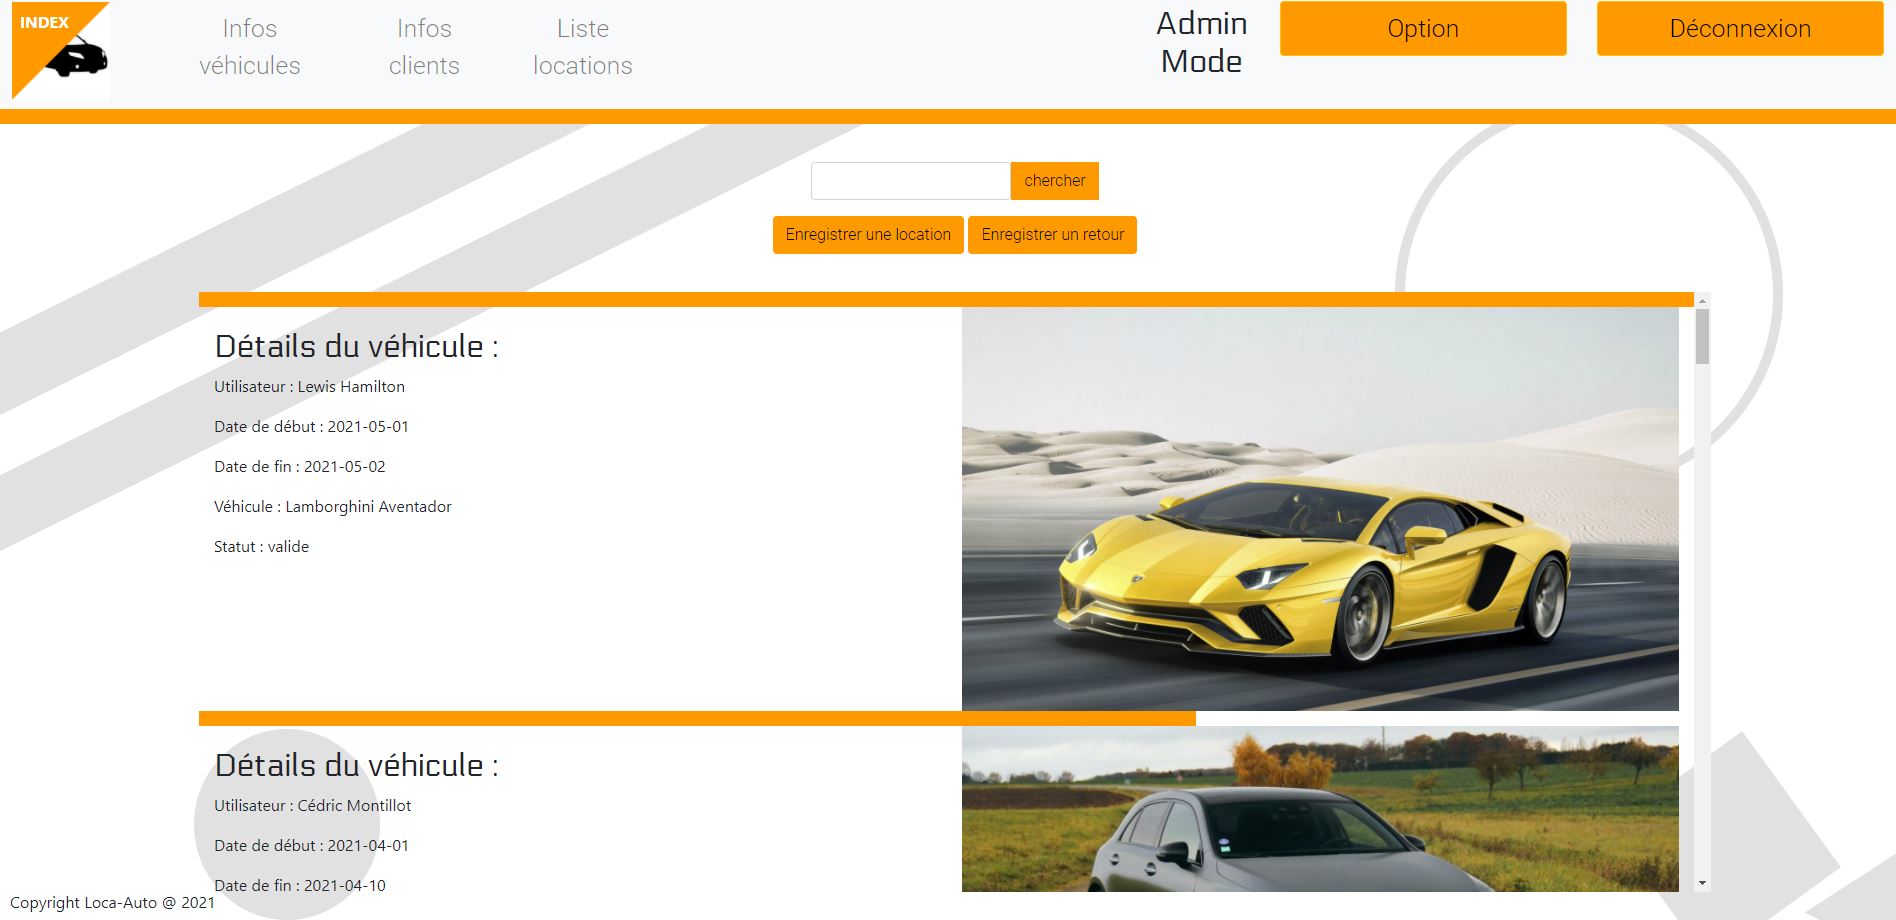 INDEX
Infos
véhicules
Infos
clients
Liste
locations
Admin
Mode
Option
Déconnexion
chercher
Enregistrer une location
Enregistrer un retour
Détails du véhicule :
Utilisateur : Lewis Hamilton
Date de début : 2021-05-01
Date de fin : 2021-05-02
Véhicule : Lamborghini Aventador
Statut : valide
Détails du véhicule :
Utilisateur : Cédric Montillot
Date de début : 2021-04-01
Date de fin : 2021-04-10
Copyright Loca-Auto @ 2021